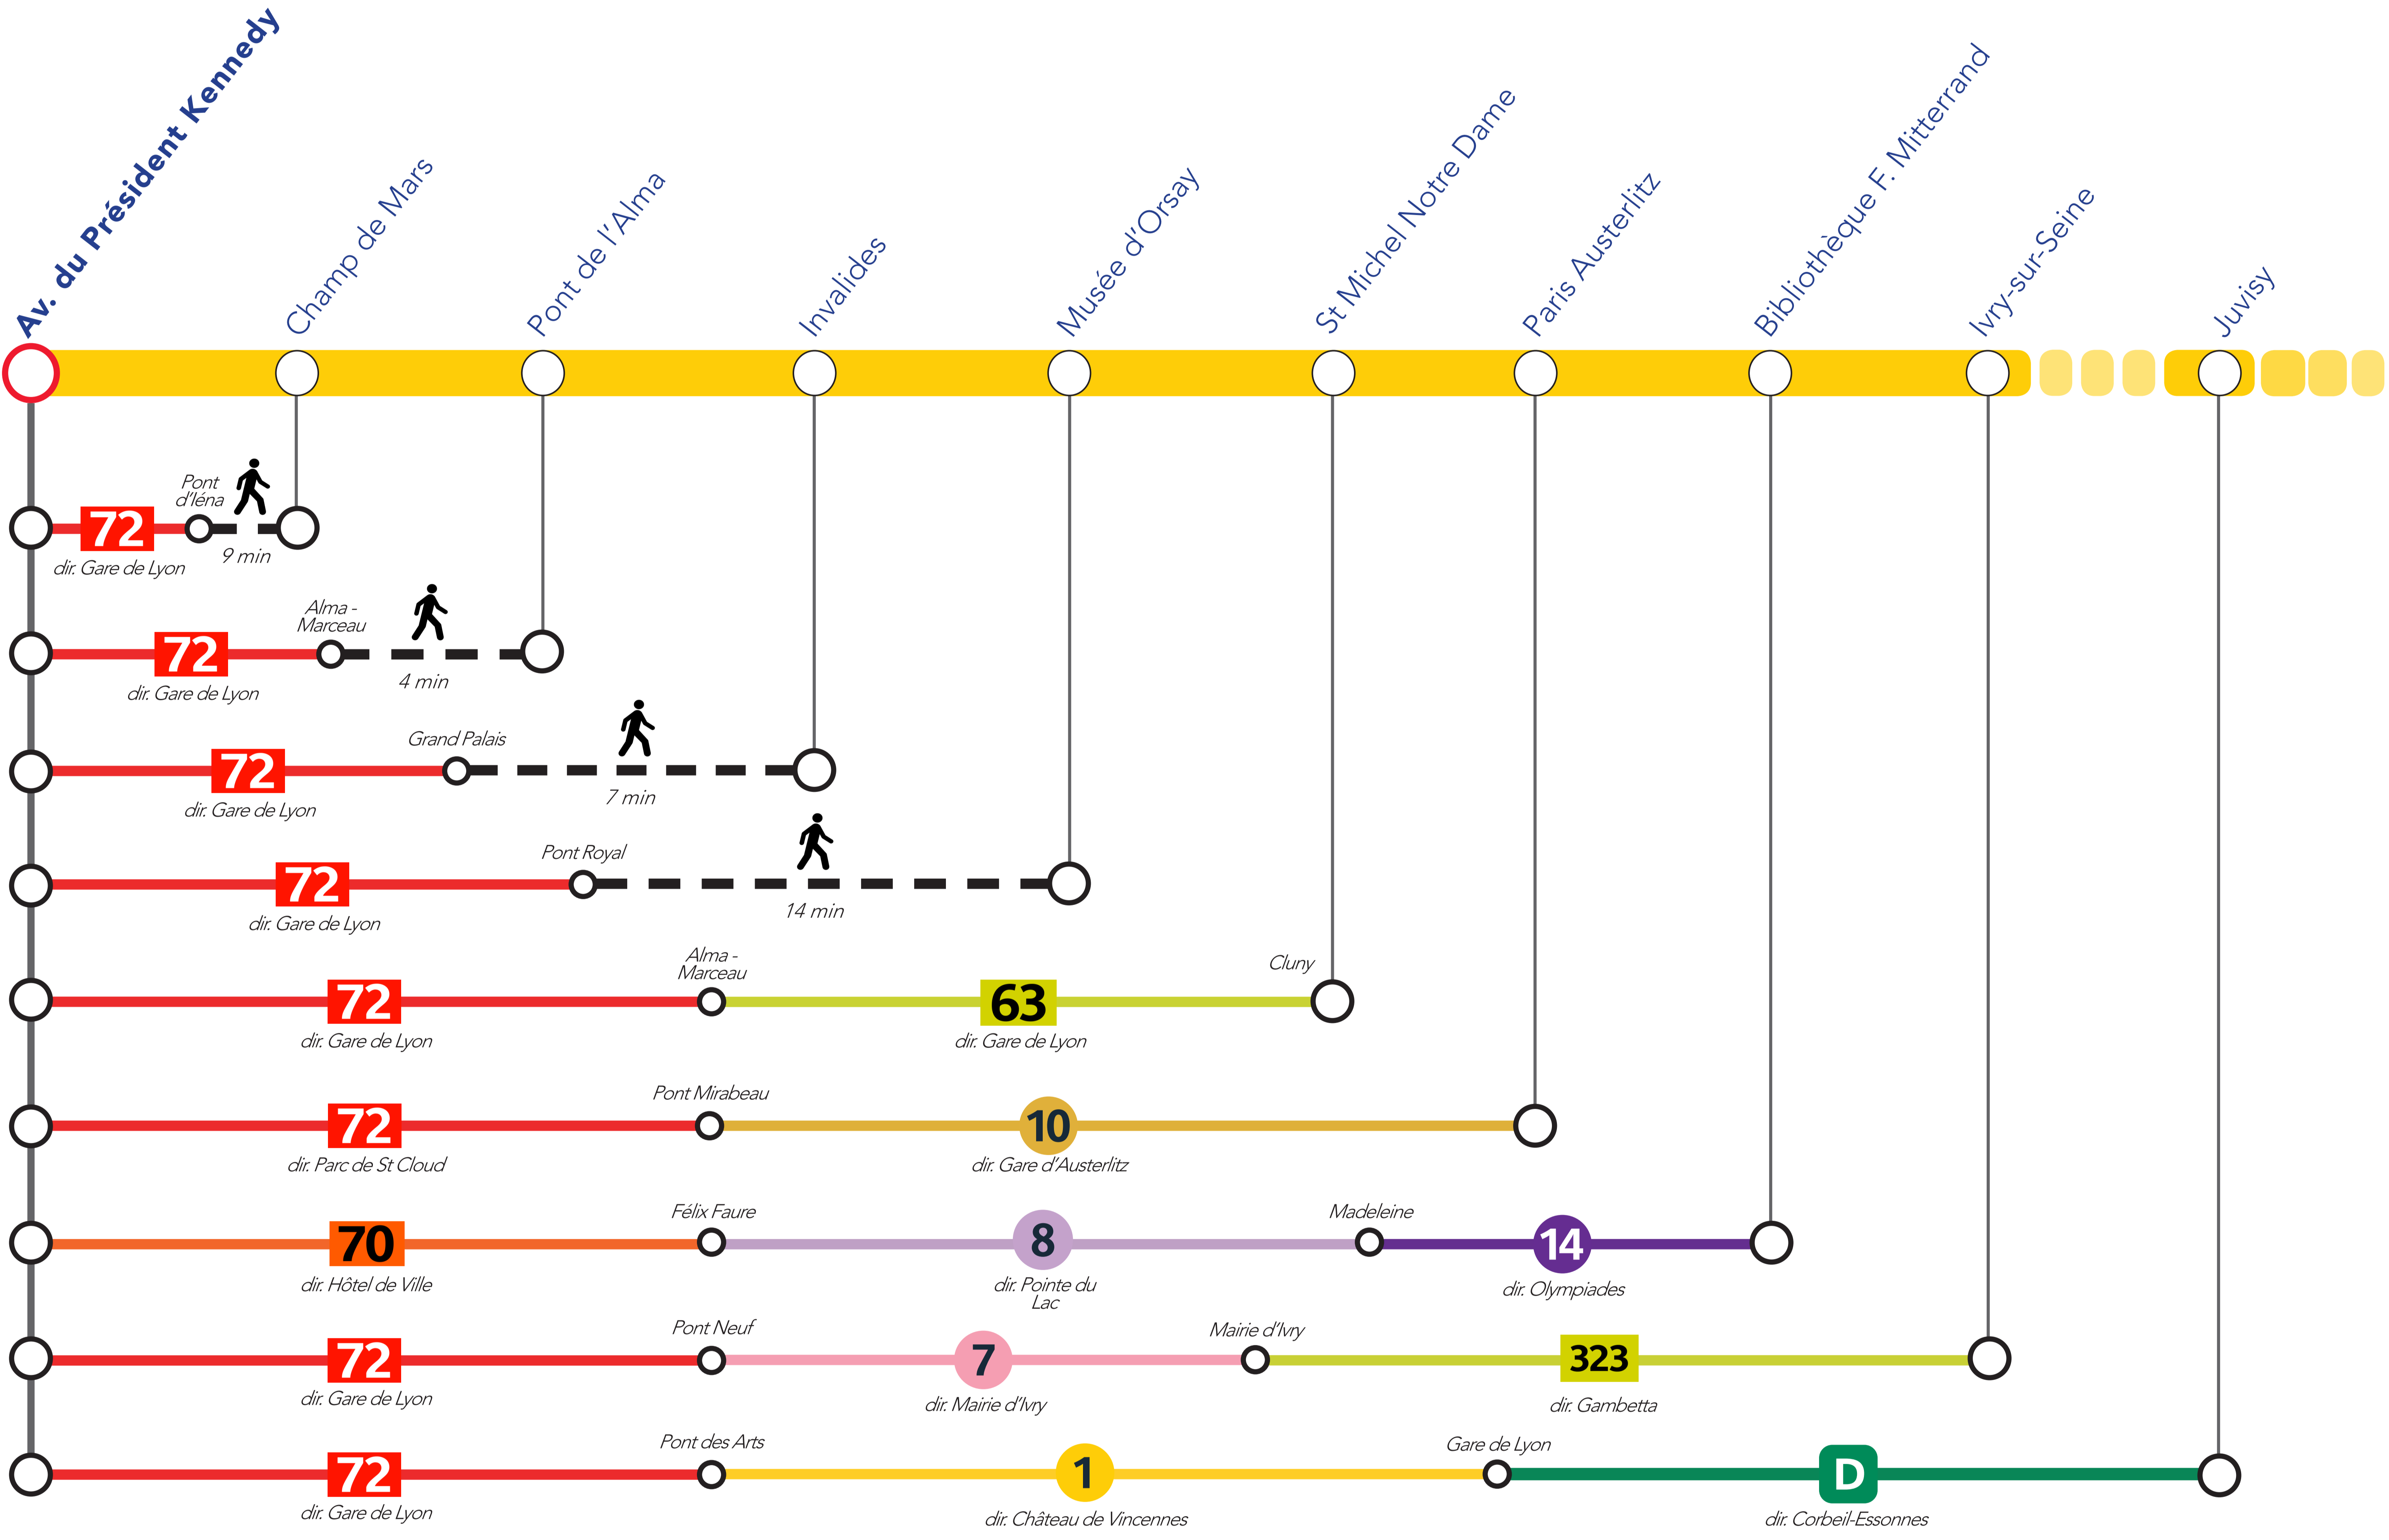 Av. du Président Kennedy
Champ de Mars
Pont de l'Alma
Invalides
Musée d'Orsay
St Michel Notre Dame
Paris Austerlitz
Bibliothèque F. Mitterrand
Ivry-sur-Seine
Juvisy
Pont
d'Iéna
72
dir. Gare de Lyon
9 min
Alma -
Marceau
72
dir. Gare de Lyon
4 min
Grand Palais
72
dir. Gare de Lyon
7 min
Pont Royal
72
dir. Gare de Lyon
14 min
Alma -
Marceau
Cluny
72
63
dir. Gare de Lyon
dir. Gare de Lyon
Pont Mirabeau
72
10
dir. Parc de St Cloud
dir. Gare d'Austerlitz
Félix Faure
Madeleine
70
8
14
dir. Hôtel de Ville
dir. Pointe du
Lac
dir. Olympiades
Pont Neuf
Mairie d'Ivry
72
7
323
dir. Gare de Lyon
dir. Mairie d'Ivry
dir. Gambetta
Pont des Arts
Gare de Lyon
72
1
D
dir. Gare de Lyon
dir. Château de Vincennes
dir. Corbeil-Essonnes